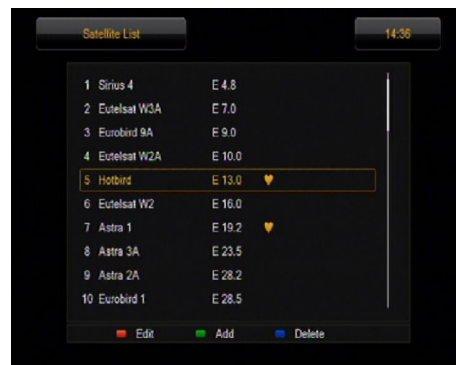 Satellite List 14:36
1 Sirius 4 E 4.8
2 Eutelsat W3A E 7.0
3 Eurobird 9A E 9.0
4 Eutelsat W2A E 10.0
5 Hotbird E 13.0
6 Eutelsat W2 E 16.0
7 Astra 1 E 19.2
8 Astra 3A E 23.5
9 Astra 2A E 28.2
10 Eurobird 1 E 28.5
Edit Add Delete